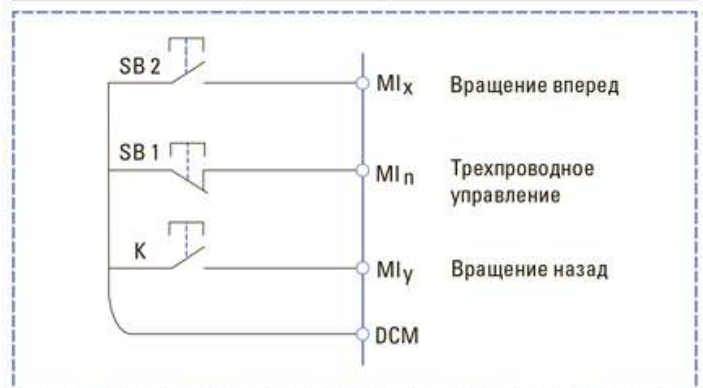 SB 2
MIx
Вращение вперед
SB 1
MIn
Трехпроводное
управление
K
MIy
Вращение назад
DCM